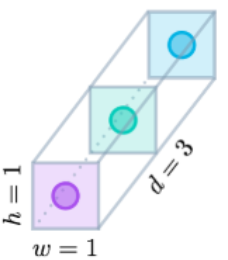 h = 1
d = 3
w = 1